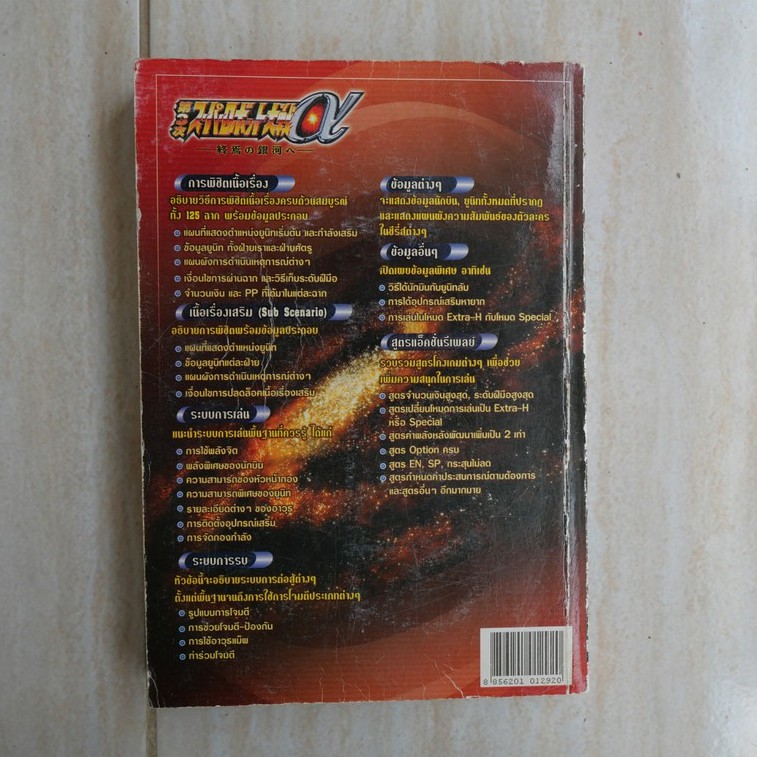 第3次スーパーロボット大戦α
終焉の銀河へ
การพิชิตเนื้อเรื่อง
อธิบายวิธีการพิชิตเนื้อเรื่องครบถ้วนสมบูรณ์
ทั้ง 125 ฉาก พร้อมข้อมูลประกอบ
แผนที่แสดงตำแหน่งยูนิทเริ่มต้น และกำลังเสริม
ข้อมูลยูนิท ทั้งฝ่ายเราและฝ่ายศัตรู
แผนผังการดำเนินเหตุการณ์ต่างๆ
เงื่อนไขการผ่านฉาก และวิธีเก็บระดับฝีมือ
จำนวนเงิน และ PP ที่ได้มาในแต่ละฉาก
เนื้อเรื่องเสริม (Sub Scenario)
อธิบายการพิชิตพร้อมข้อมูลประกอบ
แผนที่แสดงตำแหน่งยูนิท
ข้อมูลยูนิทแต่ละฝ่าย
แผนผังการดำเนินเหตุการณ์ต่างๆ
เงื่อนไขการปลดล็อคเนื้อเรื่องเสริม
ระบบการเล่น
แนะนำระบบการเล่นพื้นฐานที่ควรรู้ ได้แก่
การใช้พลังจิต
พลังพิเศษของนักบิน
ความสามารถของหัวหน้ากอง
ความสามารถพิเศษของยูนิท
รายละเอียดต่างๆ ของอาวุธ
การติดตั้งอุปกรณ์เสริม
การจัดกองกำลัง
ระบบการรบ
หัวข้อนี้จะอธิบายระบบการต่อสู้ต่างๆ
ตั้งแต่พื้นฐานจนถึงการใช้การโจมตีประเภทต่างๆ
รูปแบบการโจมตี
การช่วยโจมตี-ป้องกัน
การใช้อาวุธแม็พ
ท่าร่วมโจมตี
ข้อมูลต่างๆ
จะแสดงข้อมูลนักบิน, ยูนิททั้งหมดที่ปรากฏ
และแสดงแผนผังความสัมพันธ์ของตัวละคร
ในซีรี่ส์ต่างๆ
ข้อมูลอื่นๆ
เปิดเผยข้อมูลพิเศษ อาทิเช่น
วิธีได้นักบินกับยูนิทลับ
การได้อุปกรณ์เสริมหายาก
การเล่นในโหมด Extra-H กับโหมด Special
สูตรแอ็คชั่นรีเพลย์
รวบรวมสูตรโกงเกมต่างๆ เพื่อช่วย
เพิ่มความสนุกในการเล่น
สูตรจำนวนเงินสูงสุด, ระดับฝีมือสูงสุด
สูตรเปลี่ยนโหมดการเล่นเป็น Extra-H
หรือ Special
สูตรค่าพลังหลังพัฒนาเพิ่มเป็น 2 เท่า
สูตร Option ครบ
สูตร EN, SP, กระสุนไม่ลด
สูตรกำหนดค่าประสบการณ์ตามต้องการ
และสูตรอื่นๆ อีกมากมาย
8 856201 012920